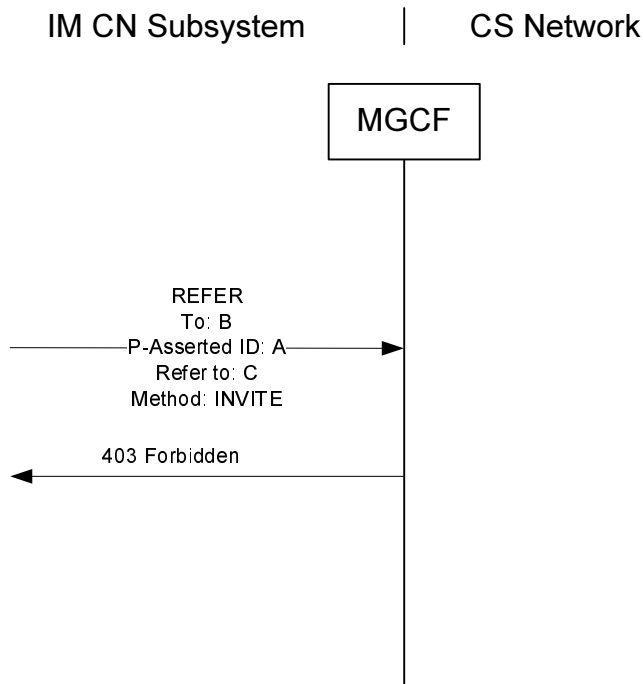 IM CN Subsystem | CS Network
MGCF
REFER
To: B
P-Asserted ID: A
Refer to: C
Method: INVITE
403 Forbidden